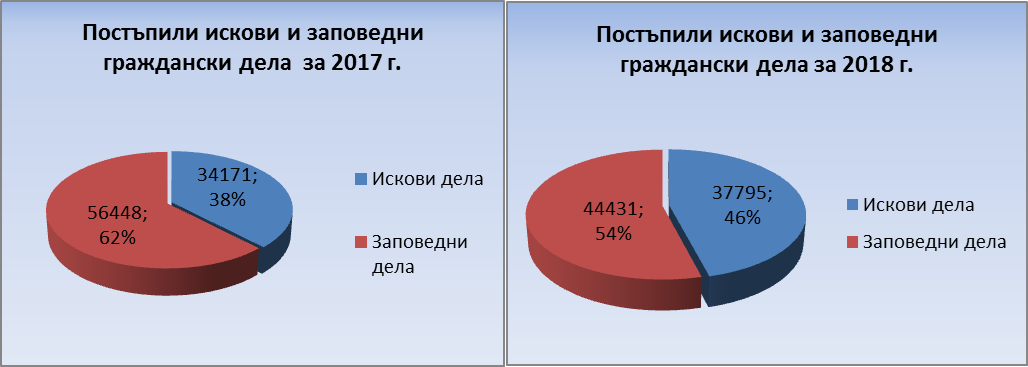 Постъпили искови и заповедни
граждански дела за 2017 г.
34171;
38%
56448;
62%
Искови дела
Заповедни
дела
Постъпили искови и заповедни
граждански дела за 2018 г.
37795;
46%
44431;
54%
Искови дела
Заповедни дела